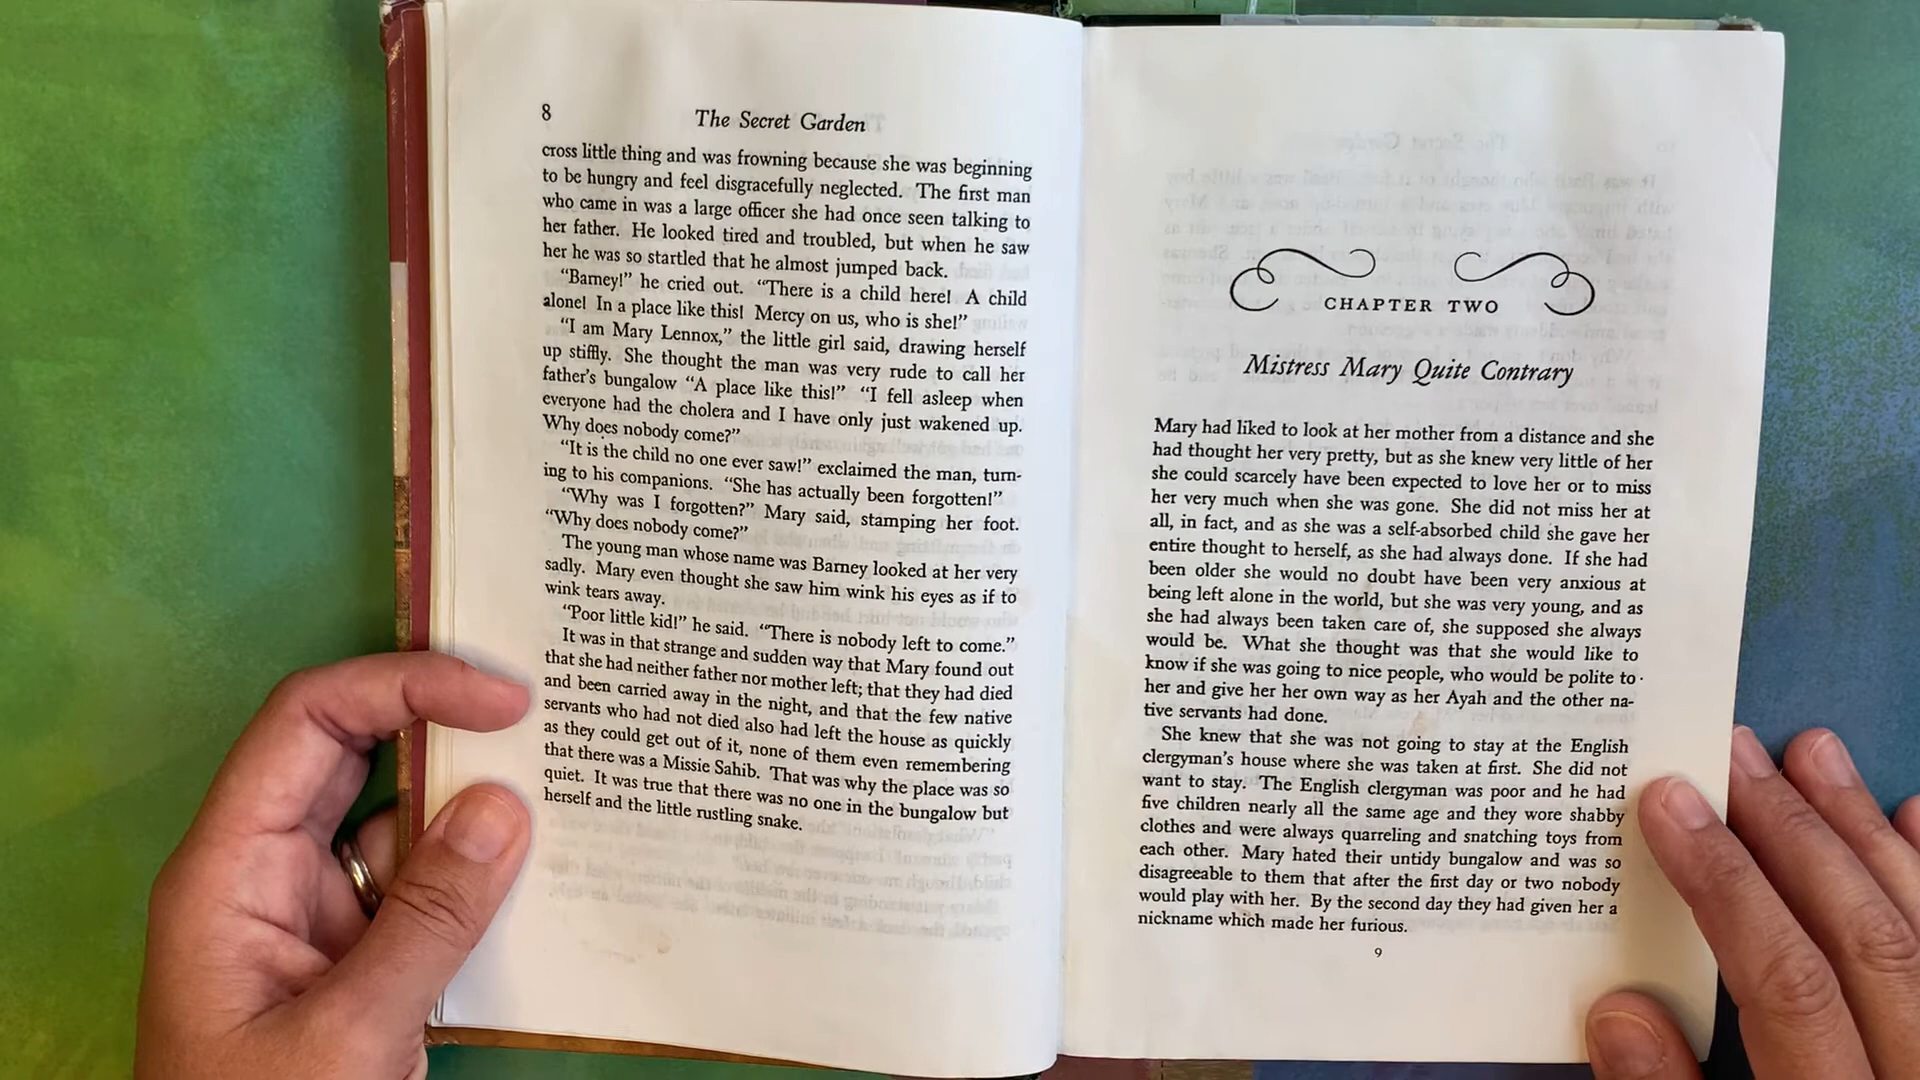 8
The Secret Garden
cross little thing and was frowning because she was beginning
to be hungry and feel disgracefully neglected. The first man
who came in was a large officer she had once seen talking to
her father. He looked tired and troubled, but when he saw
her he was so startled that he almost jumped back.
“Barney!” he cried out. “There is a child here! A child
alone! In a place like this! Mercy on us, who is she!”
“I am Mary Lennox,” the little girl said, drawing herself
up stiffly. She thought the man was very rude to call her
father’s bungalow “A place like this!” “I fell asleep when
everyone had the cholera and I have only just wakened up.
Why does nobody come?”
“It is the child no one ever saw!” exclaimed the man, turn-
ing to his companions. “She has actually been forgotten!”
“Why was I forgotten?” Mary said, stamping her foot.
“Why does nobody come?”
The young man whose name was Barney looked at her very
sadly. Mary even thought she saw him wink his eyes as if to
wink tears away.
“Poor little kid!” he said. “There is nobody left to come.”
It was in that strange and sudden way that Mary found out
that she had neither father nor mother left; that they had died
and been carried away in the night, and that the few native
servants who had not died also had left the house as quickly
as they could get out of it, none of them even remembering
that there was a Missie Sahib. That was why the place was so
quiet. It was true that there was no one in the bungalow but
herself and the little rustling snake.
CHAPTER TWO
Mistress Mary Quite Contrary
Mary had liked to look at her mother from a distance and she
had thought her very pretty, but as she knew very little of her
she could scarcely have been expected to love her or to miss
her very much when she was gone. She did not miss her at
all, in fact, and as she was a self-absorbed child she gave her
entire thought to herself, as she had always done. If she had
been older she would no doubt have been very anxious at
being left alone in the world, but she was very young, and as
she had always been taken care of, she supposed she always
would be. What she thought was that she would like to
know if she was going to nice people, who would be polite to
her and give her her own way as her Ayah and the other na-
tive servants had done.
She knew that she was not going to stay at the English
clergyman’s house where she was taken at first. She did not
want to stay. The English clergyman was poor and he had
five children nearly all the same age and they wore shabby
clothes and were always quarreling and snatching toys from
each other. Mary hated their untidy bungalow and was so
disagreeable to them that after the first day or two nobody
would play with her. By the second day they had given her a
nickname which made her furious.
9